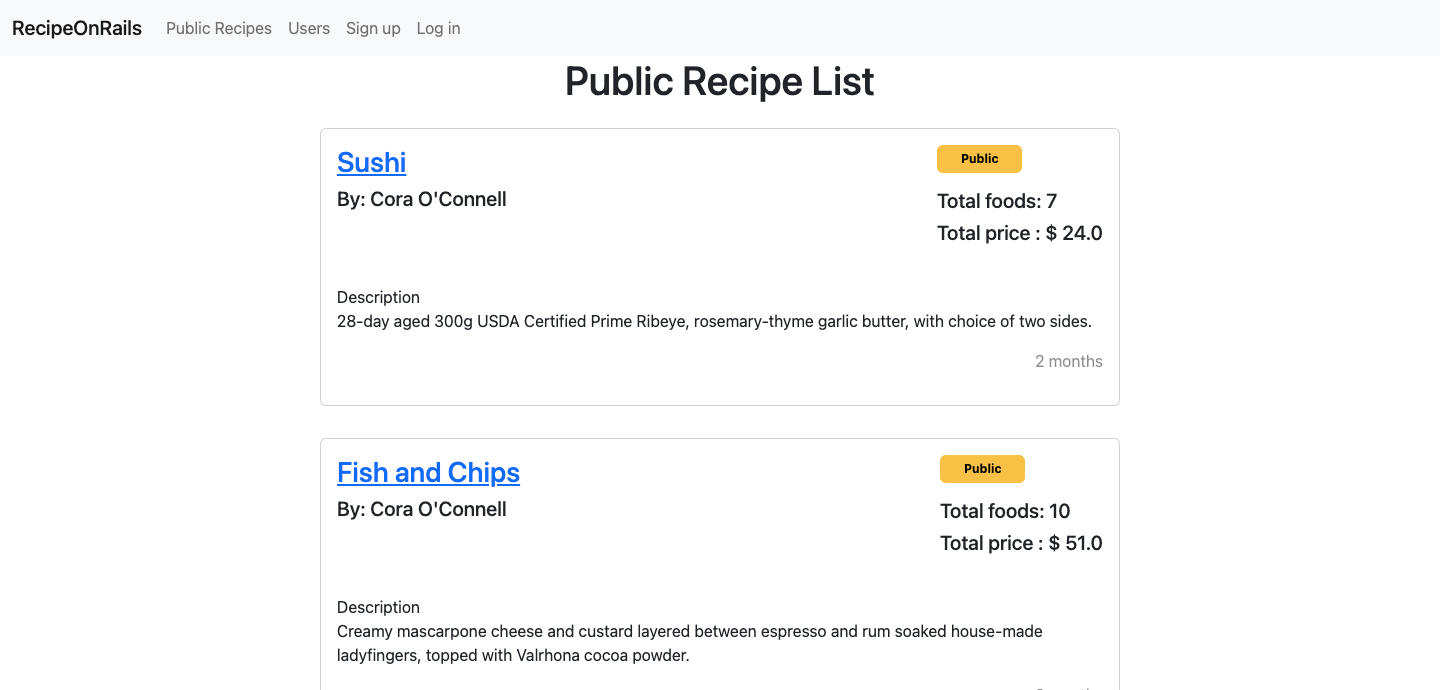 RecipeOnRails Public Recipes Users Sign up Log in
Public Recipe List
Sushi
Public
By: Cora O'Connell
Total foods: 7
Total price : $ 24.0
Description
28-day aged 300g USDA Certified Prime Ribeye, rosemary-thyme garlic butter, with choice of two sides.
2 months
Fish and Chips
Public
By: Cora O'Connell
Total foods: 10
Total price : $ 51.0
Description
Creamy mascarpone cheese and custard layered between espresso and rum soaked house-made
ladyfingers, topped with Valrhona cocoa powder.